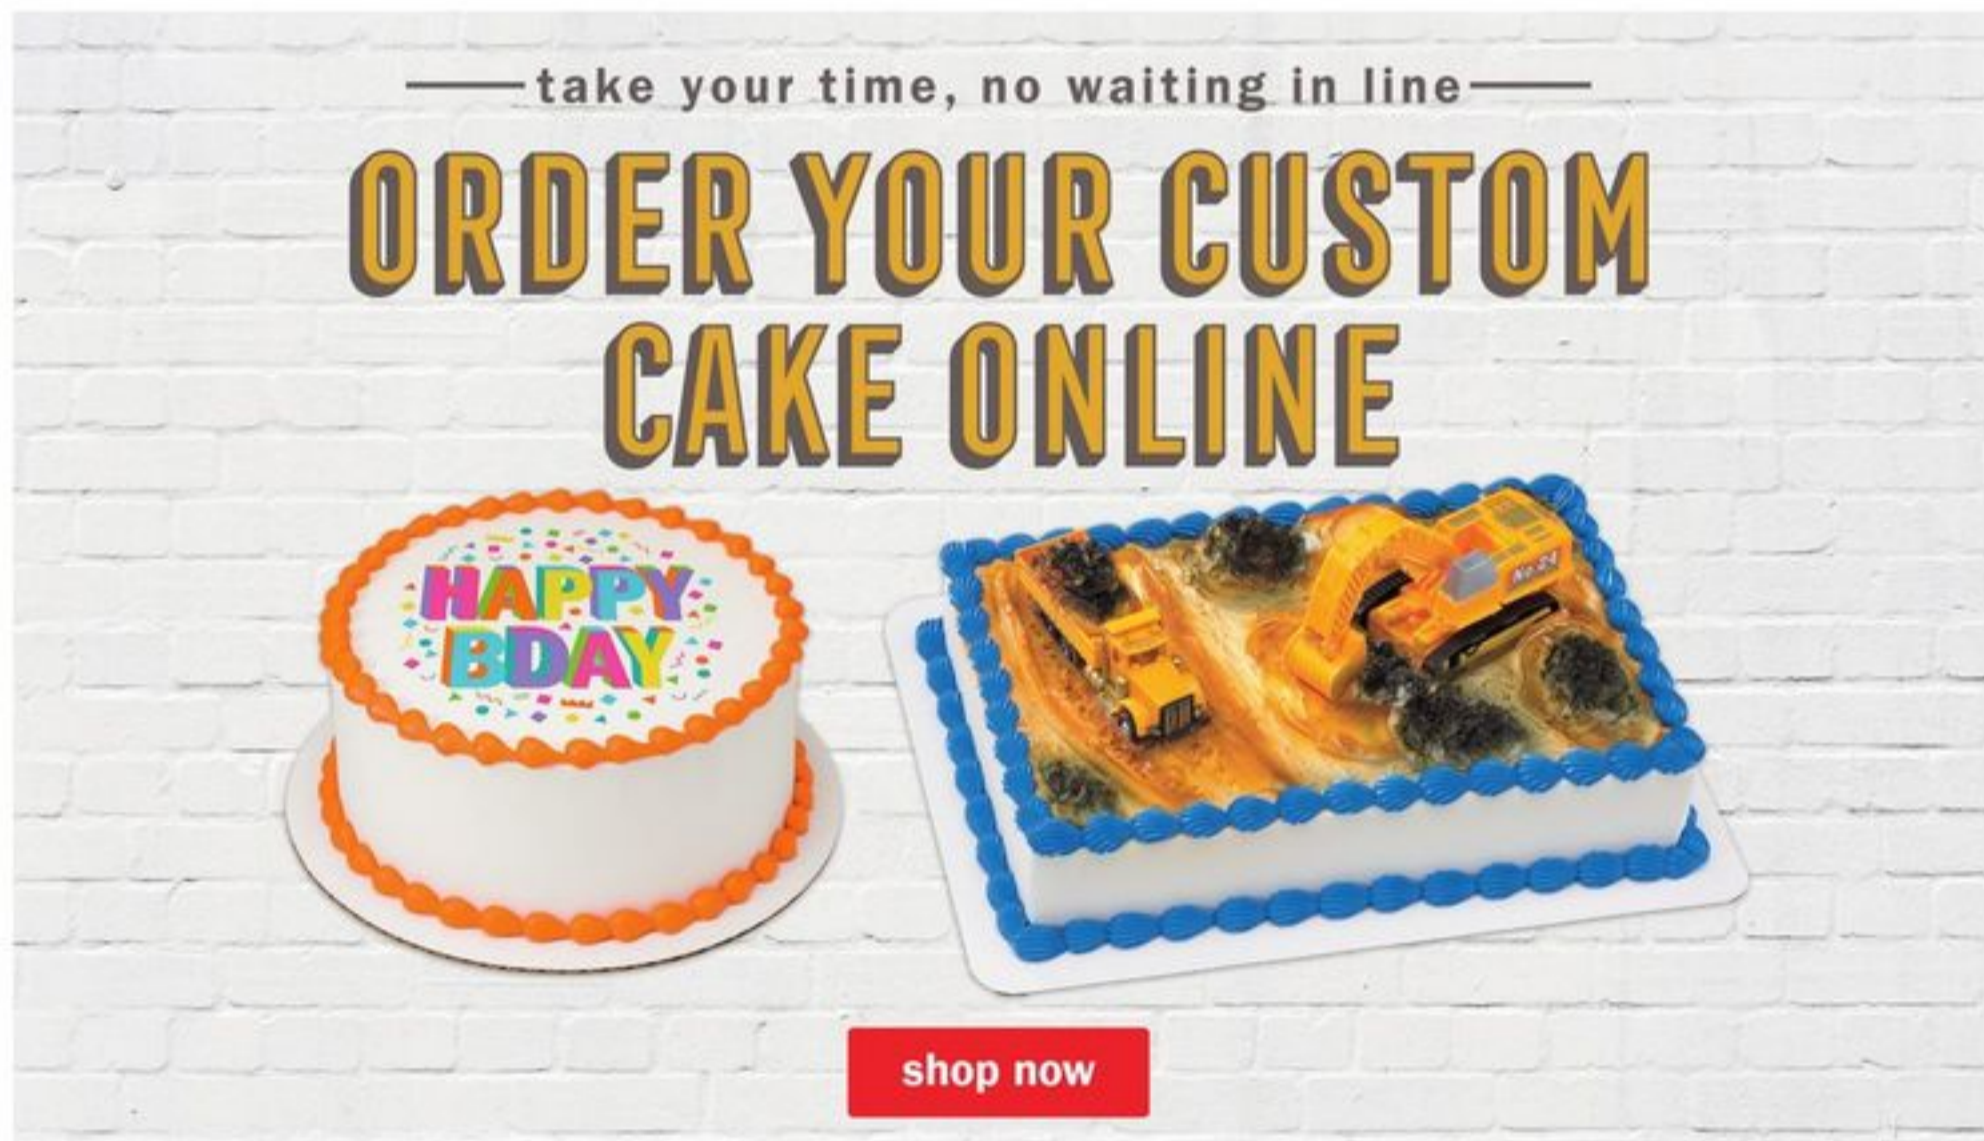 take your time, no waiting in line
ORDER YOUR CUSTOM
CAKE ONLINE
HAPPY
BDAY
No. 24
shop now